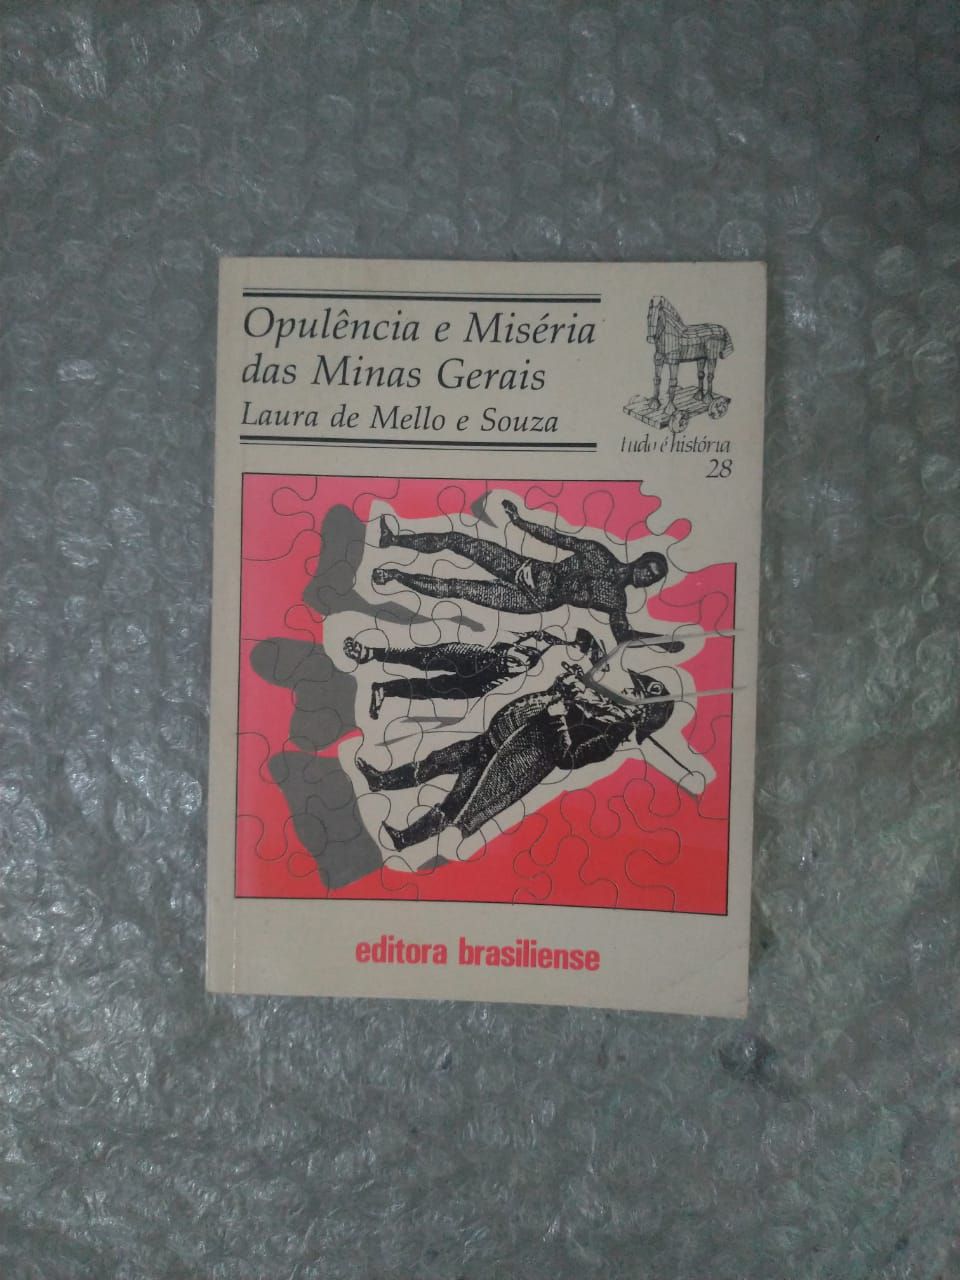 Opulência e Miséria
das Minas Gerais
Laura de Mello e Souza
tudo é história
28
editora brasiliense